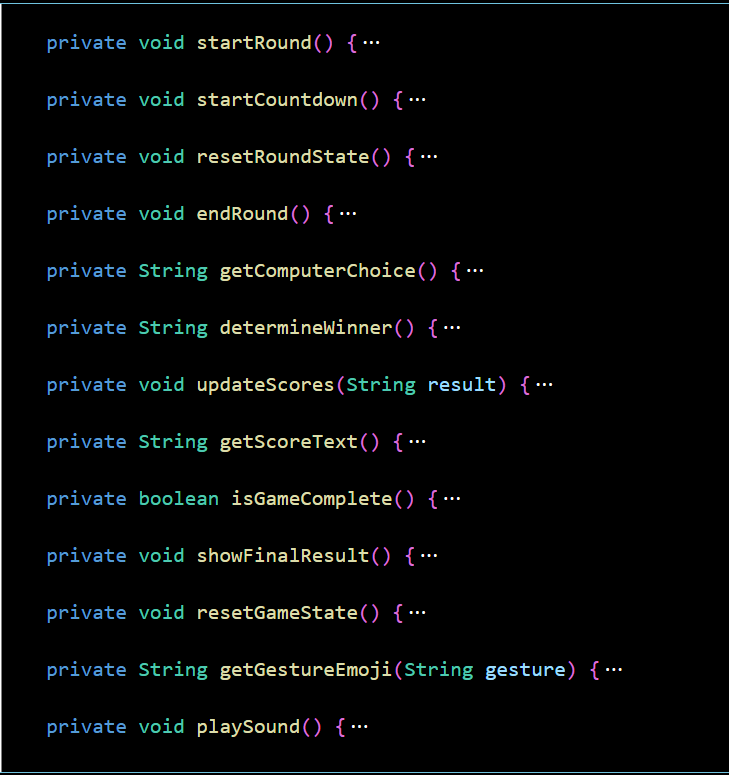 private void startRound() {···
private void startCountdown() {···
private void resetRoundState() {···
private void endRound() {···
private String getComputerChoice() {···
private String determineWinner() {···
private void updateScores(String result) {···
private String getScoreText() {···
private boolean isGameComplete() {···
private void showFinalResult() {···
private void resetGameState() {···
private String getGestureEmoji(String gesture) {···
private void playSound() {···